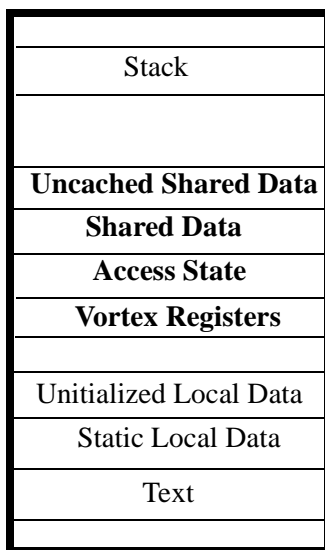 Stack
Uncached Shared Data
Shared Data
Access State
Vortex Registers
Unitialized Local Data
Static Local Data
Text